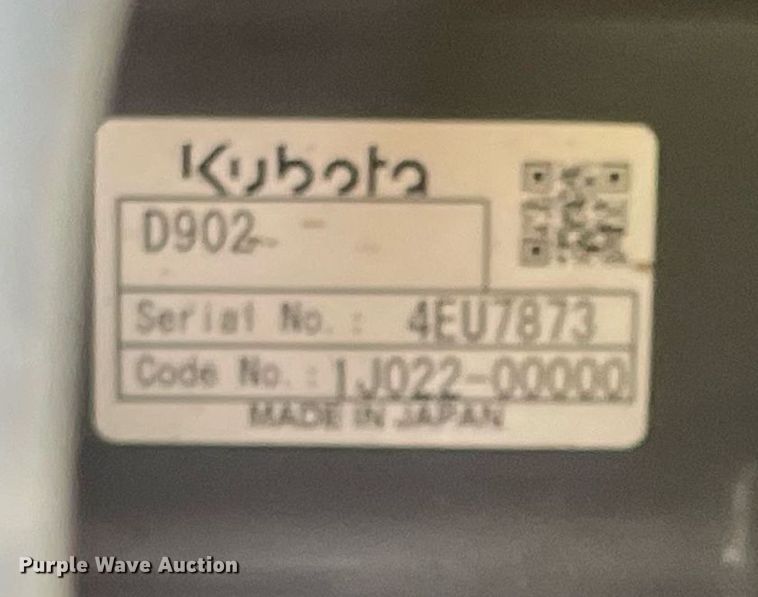 Kubota
D902-
Serial No. : 4EU7873
Code No. : 1J022-00000
MADE IN JAPAN
Purple Wave Auction